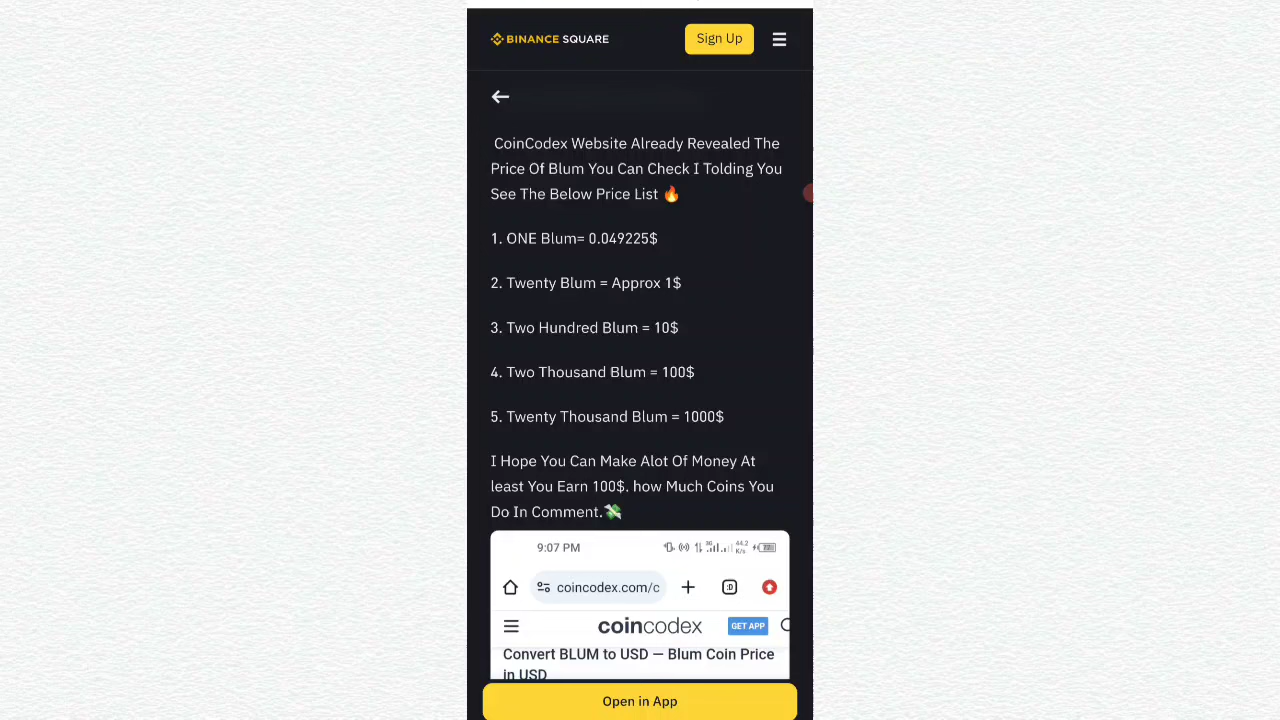 BINANCE SQUARE
Sign Up
CoinCodex Website Already Revealed The
Price Of Blum You Can Check I Tolding You
See The Below Price List 🔥
1. ONE Blum= 0.049225$
2. Twenty Blum = Approx 1$
3. Two Hundred Blum = 10$
4. Two Thousand Blum = 100$
5. Twenty Thousand Blum = 1000$
I Hope You Can Make Alot Of Money At
least You Earn 100$. how Much Coins You
Do In Comment.💸
9:07 PM
3G
44.2
K/s
coincodex.com/c
:D
coincodex
GET APP
Convert BLUM to USD — Blum Coin Price
in USD
Open in App